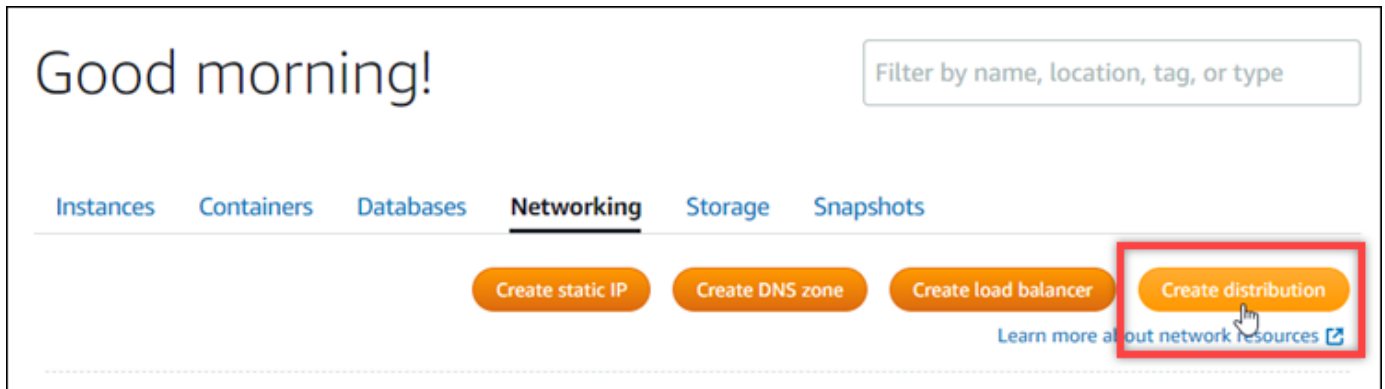 Good morning!
Filter by name, location, tag, or type
Instances Containers Databases Networking Storage Snapshots
Create static IP Create DNS zone Create load balancer Create distribution
Learn more about network resources